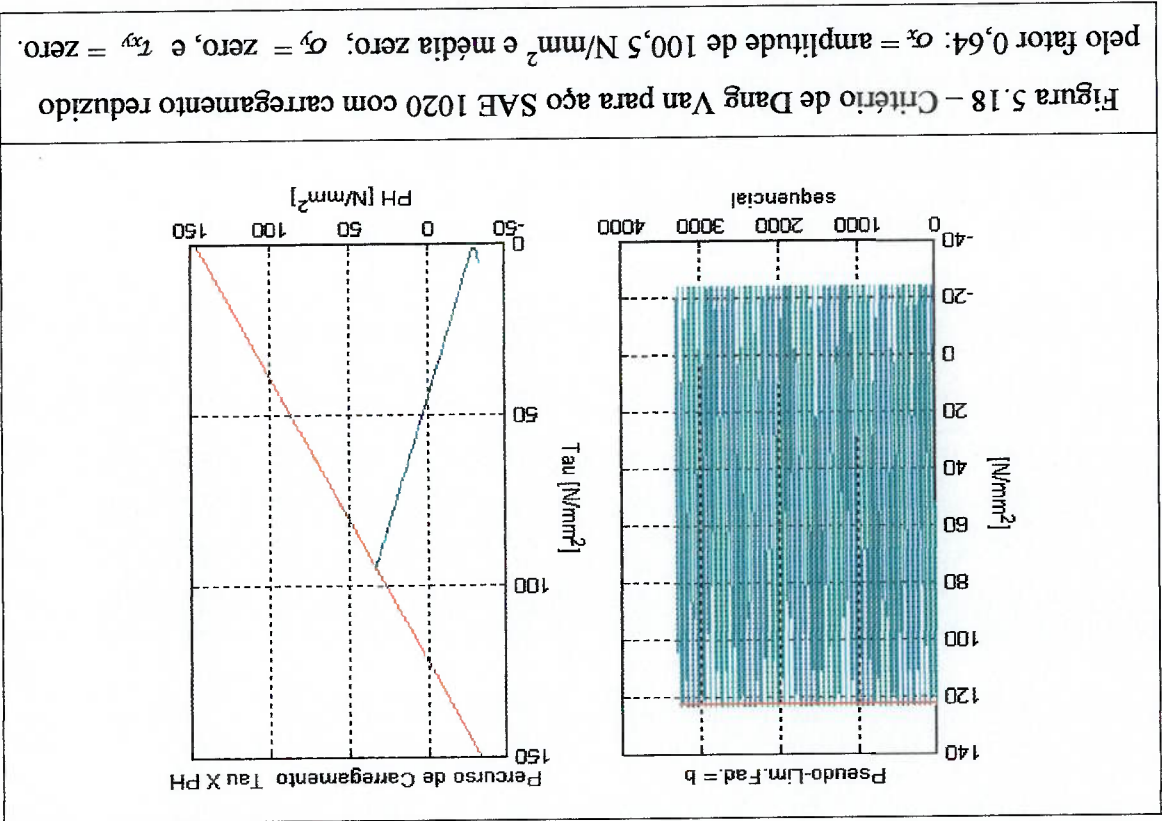 Pseudo-Lim.Fad.= b
[N/mm²]
140
120
100
80
60
40
20
0
-20
-40
0 1000 2000 3000 4000
sequencial
Percurso de Carregamento Tau X PH
Tau [N/mm²]
150
100
50
0
-50 0 50 100 150
PH [N/mm²]
Figura 5.18 – Critério de Dang Van para aço SAE 1020 com carregamento reduzido
pelo fator 0,64: σx = amplitude de 100,5 N/mm² e média zero; σy = zero, e τxy = zero.